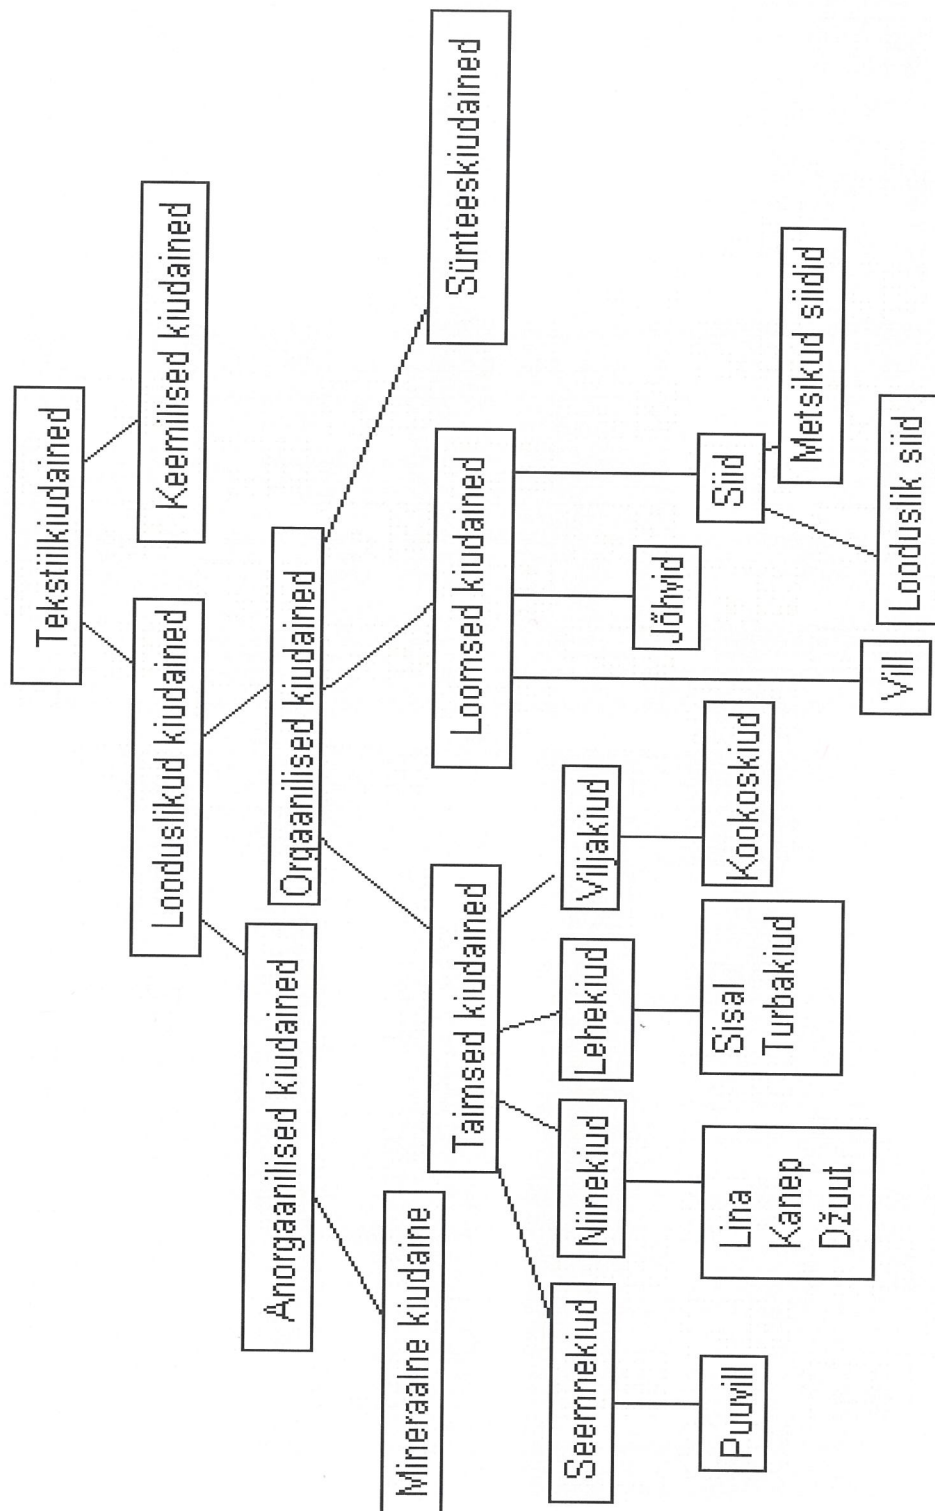 Tekstiilkiudained
Looduslikud kiudained
Keemilised kiudained
Anorgaanilised kiudained
Orgaanilised kiudained
Mineraalne kiudaine
Taimsed kiudained
Loomsed kiudained
Sünteeskiudained
Seemnekiud
Niinekiud
Lehekiud
Viljakiud
Jõhvid
Siid
Puuvill
Lina
Kanep
Džuut
Sisal
Turbakiud
Kookoskiud
Vill
Looduslik siid
Metsikud siidid